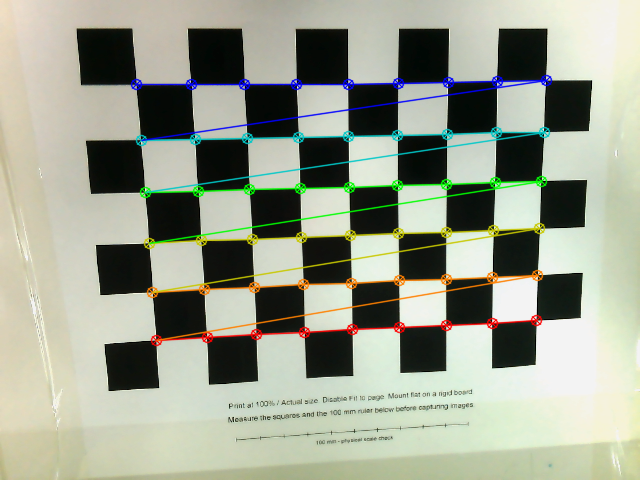 Print at 100% / Actual size. Disable Fit to page. Mount flat on a rigid board
Measure the squares and the 100 mm ruler below before capturing images
100 mm - physical scale check